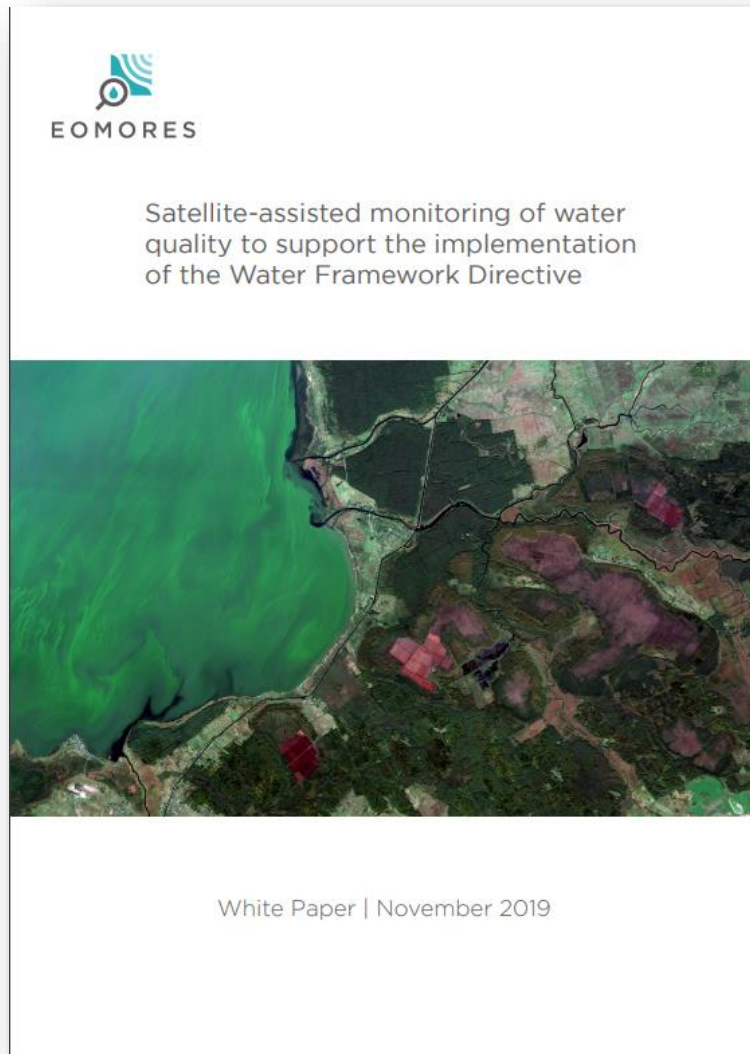 EOMORES
Satellite-assisted monitoring of water
quality to support the implementation
of the Water Framework Directive
White Paper | November 2019